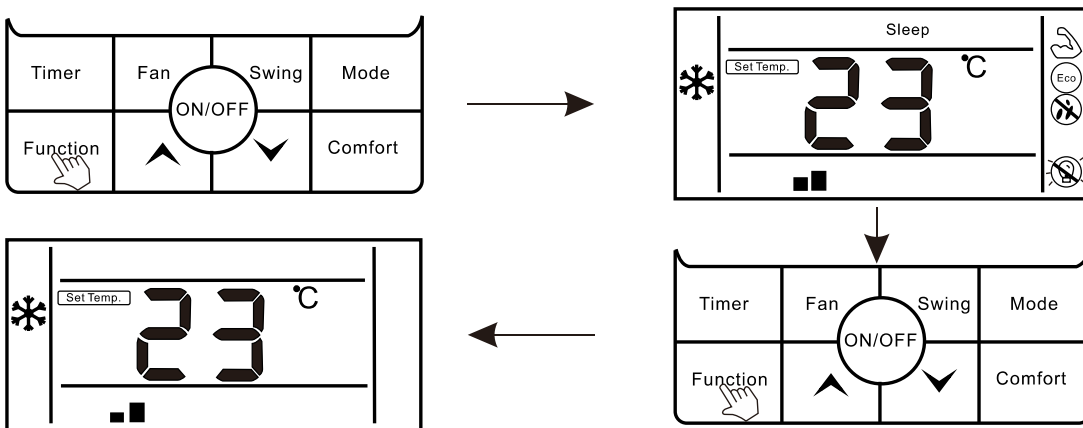 Timer Fan Swing Mode
ON/OFF
Function Comfort
Sleep
Set Temp. 23 °C
Eco
Set Temp. 23 °C
Timer Fan Swing Mode
ON/OFF
Function Comfort